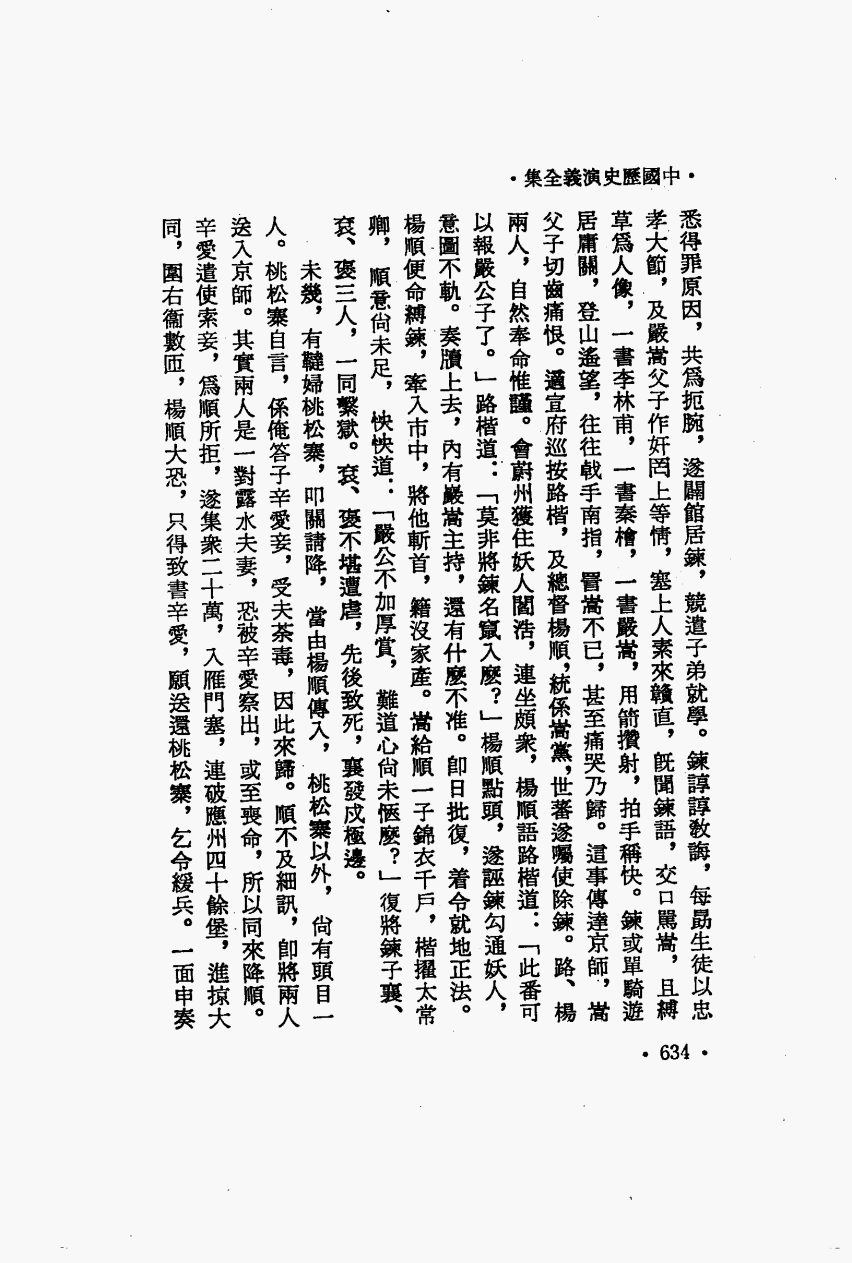 •中國歷史演義全集•
悉得罪原因，共爲扼腕，遂闢館居鍊，競遣子弟就學。鍊諄諄敎誨，每勗生徒以忠
孝大節，及嚴嵩父子作奸罔上等情，塞上人素來贛直，旣聞鍊語，交口駡嵩，且縛
草爲人像，一書李林甫，一書秦檜，一書嚴嵩，用箭攢射，拍手稱快。鍊或單騎遊
居庸關，登山遙望，往往戟手南指，詈嵩不已，甚至痛哭乃歸。這事傳達京師，嵩
父子切齒痛恨。適宣府巡按路楷，及總督楊順，統係嵩黨，世蕃遂囑使除鍊。路、楊
兩人，自然奉命惟謹。會蔚州獲住妖人閻浩，連坐頗衆，楊順語路楷道：「此番可
以報嚴公子了。」路楷道：「莫非將鍊名竄入麼？」楊順點頭，遂誣鍊勾通妖人，
意圖不軌。奏牘上去，內有嚴嵩主持，還有什麼不准。卽日批復，着令就地正法。
楊順便命縛鍊，牽入市中，將他斬首，籍沒家產。嵩給順一子錦衣千戶，楷擢太常
卿，順意尙未足，怏怏道：「嚴公不加厚賞，難道心尙未愜麼？」復將鍊子襄、
袞、褒三人，一同繫獄。袞、褒不堪遭虐，先後致死，襄發戍極邊。
未幾，有韃婦桃松寨，叩關請降，當由楊順傳入，桃松寨以外，尙有頭目一
人。桃松寨自言，係俺答子辛愛妾，受夫荼毒，因此來歸。順不及細訊，卽將兩人
送入京師。其實兩人是一對露水夫妻，恐被辛愛察出，或至喪命，所以同來降順。
辛愛遣使索妾，爲順所拒，遂集衆二十萬，入雁門塞，連破應州四十餘堡，進掠大
同，圍右衞數匝，楊順大恐，只得致書辛愛，願送還桃松寨，乞令緩兵。一面申奏
•634•